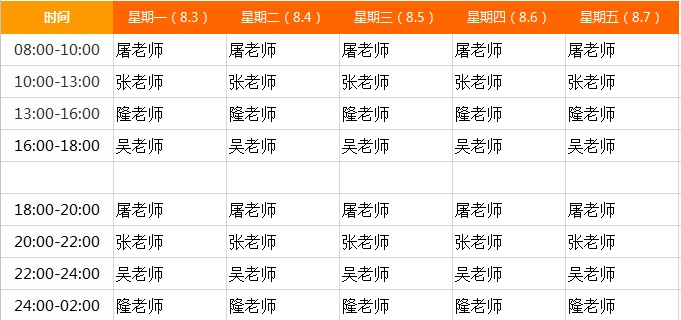 时间 星期一（8.3） 星期二（8.4） 星期三（8.5） 星期四（8.6） 星期五（8.7）
08:00-10:00 屠老师 屠老师 屠老师 屠老师 屠老师
10:00-13:00 张老师 张老师 张老师 张老师 张老师
13:00-16:00 隆老师 隆老师 隆老师 隆老师 隆老师
16:00-18:00 吴老师 吴老师 吴老师 吴老师 吴老师
18:00-20:00 屠老师 屠老师 屠老师 屠老师 屠老师
20:00-22:00 张老师 张老师 张老师 张老师 张老师
22:00-24:00 吴老师 吴老师 吴老师 吴老师 吴老师
24:00-02:00 隆老师 隆老师 隆老师 隆老师 隆老师